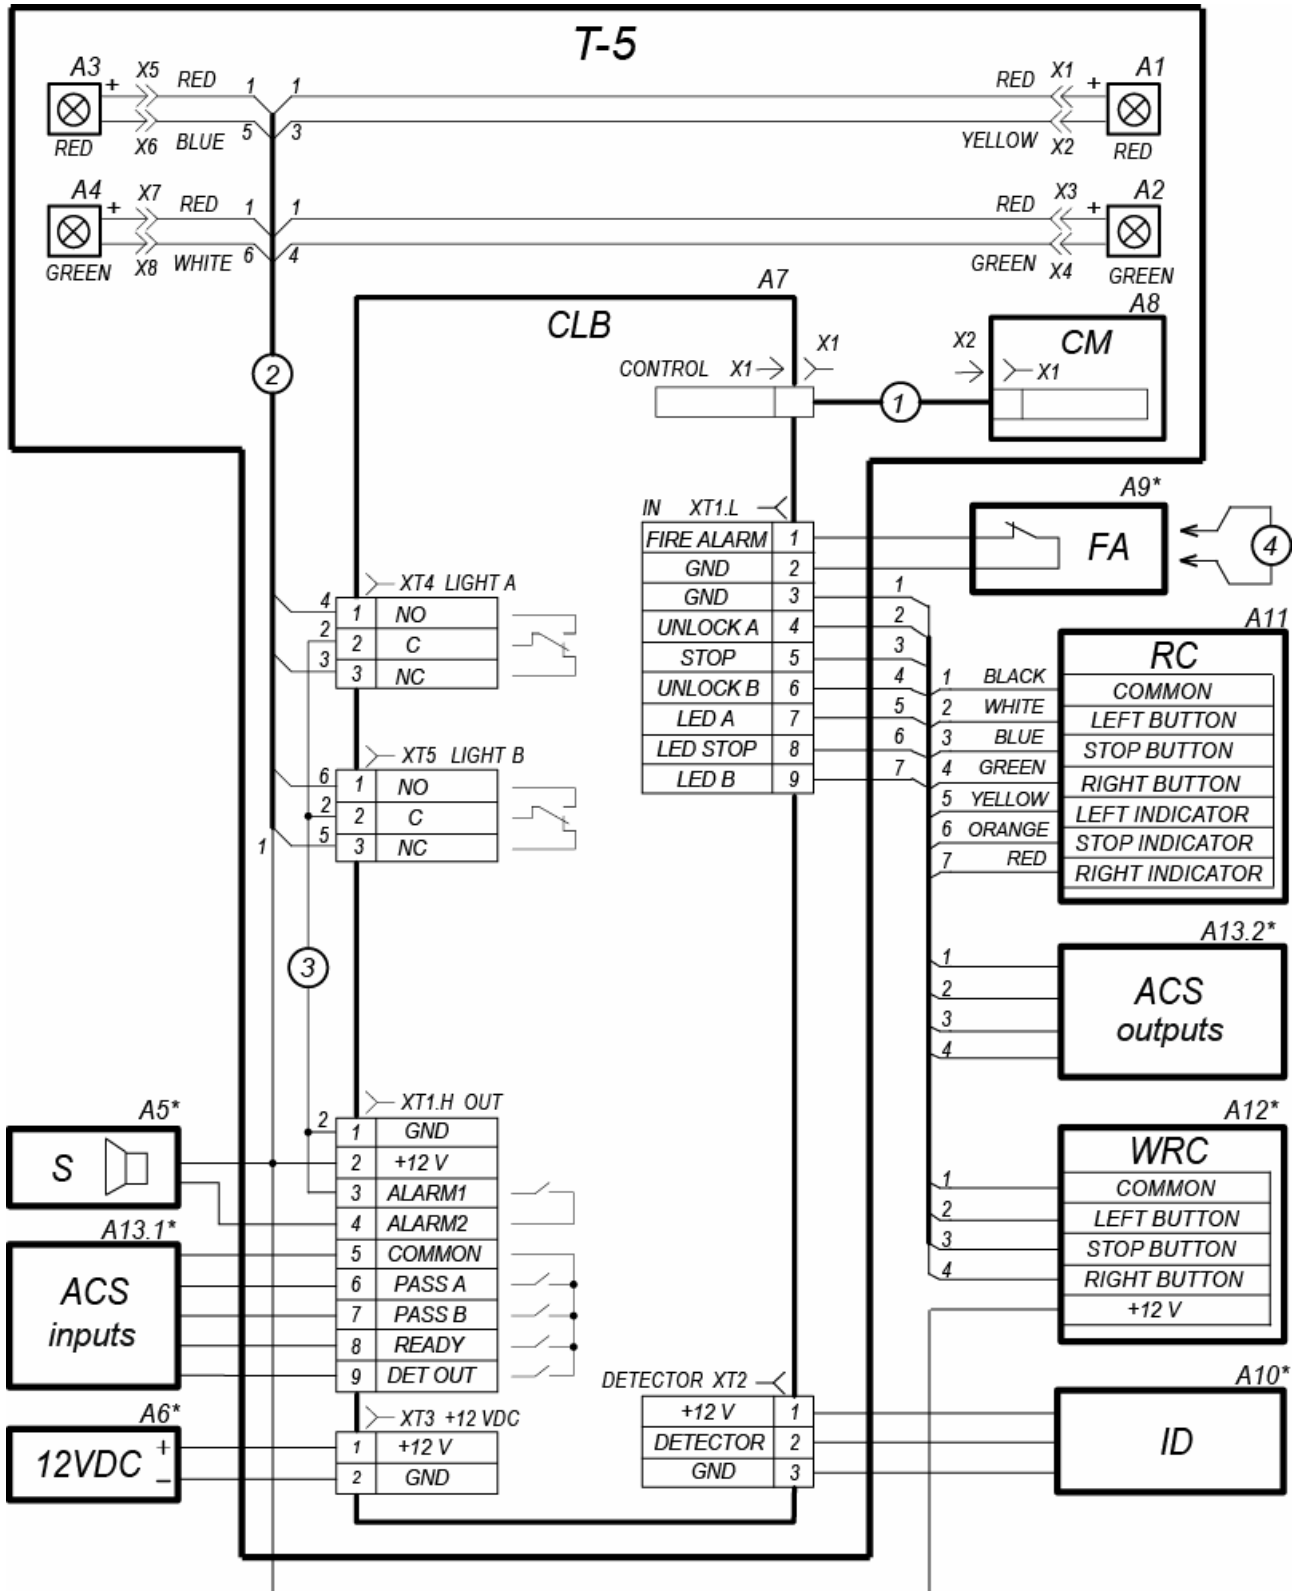 T-5
A3 X5 RED 1 1 RED X1 A1
+ +
RED X6 BLUE 5 3 YELLOW X2 RED
A4 X7 RED 1 1 RED X3 A2
+ +
GREEN X8 WHITE 6 4 GREEN X4 GREEN
A7
CLB
A8
CM
CONTROL X1 X1
X2 X1
2
1
A9*
FA
4
IN XT1.L
FIRE ALARM 1
GND 2
GND 3 1
UNLOCK A 4 2
STOP 5 3
UNLOCK B 6 4
LED A 7 5
LED STOP 8 6
LED B 9 7
XT4 LIGHT A
4 1 NO
2 2 C
3 3 NC
XT5 LIGHT B
6 1 NO
2 2 C
5 3 NC
1
3
A11
RC
1 BLACK COMMON
2 WHITE LEFT BUTTON
3 BLUE STOP BUTTON
4 GREEN RIGHT BUTTON
5 YELLOW LEFT INDICATOR
6 ORANGE STOP INDICATOR
7 RED RIGHT INDICATOR
A13.2*
ACS
outputs
1
2
3
4
A5*
S
XT1.H OUT
2 1 GND
2 +12 V
3 ALARM1
4 ALARM2
5 COMMON
6 PASS A
7 PASS B
8 READY
9 DET OUT
A13.1*
ACS
inputs
A12*
WRC
1 COMMON
2 LEFT BUTTON
3 STOP BUTTON
4 RIGHT BUTTON
+12 V
A6*
12VDC + −
XT3 +12 VDC
1 +12 V
2 GND
DETECTOR XT2
+12 V 1
DETECTOR 2
GND 3
A10*
ID